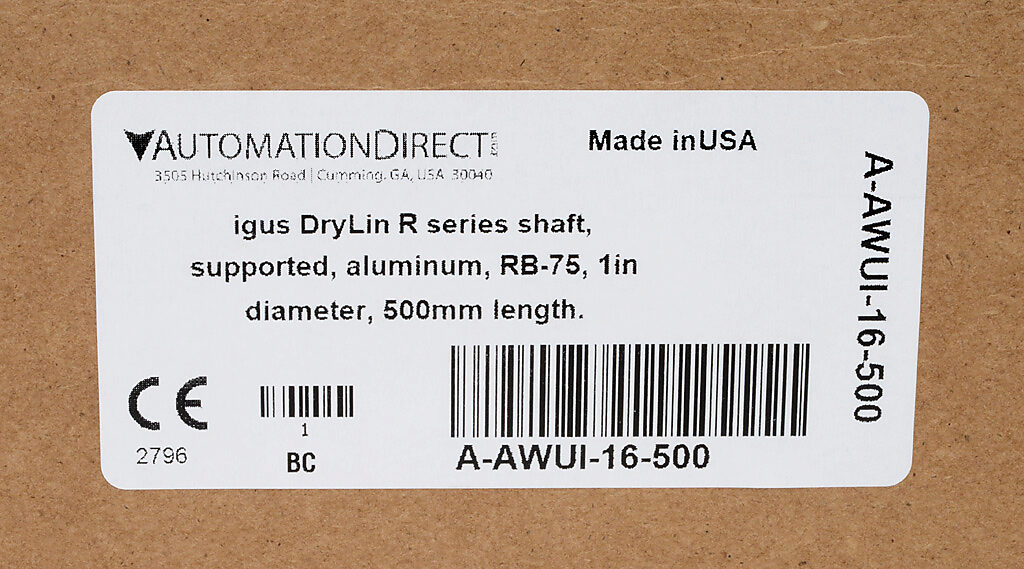 AUTOMATIONDIRECT.com
3505 Hutchinson Road | Cumming, GA, USA 30040
Made inUSA
igus DryLin R series shaft,
supported, aluminum, RB-75, 1in
diameter, 500mm length.
CE
2796
1
BC
A-AWUI-16-500
A-AWUI-16-500